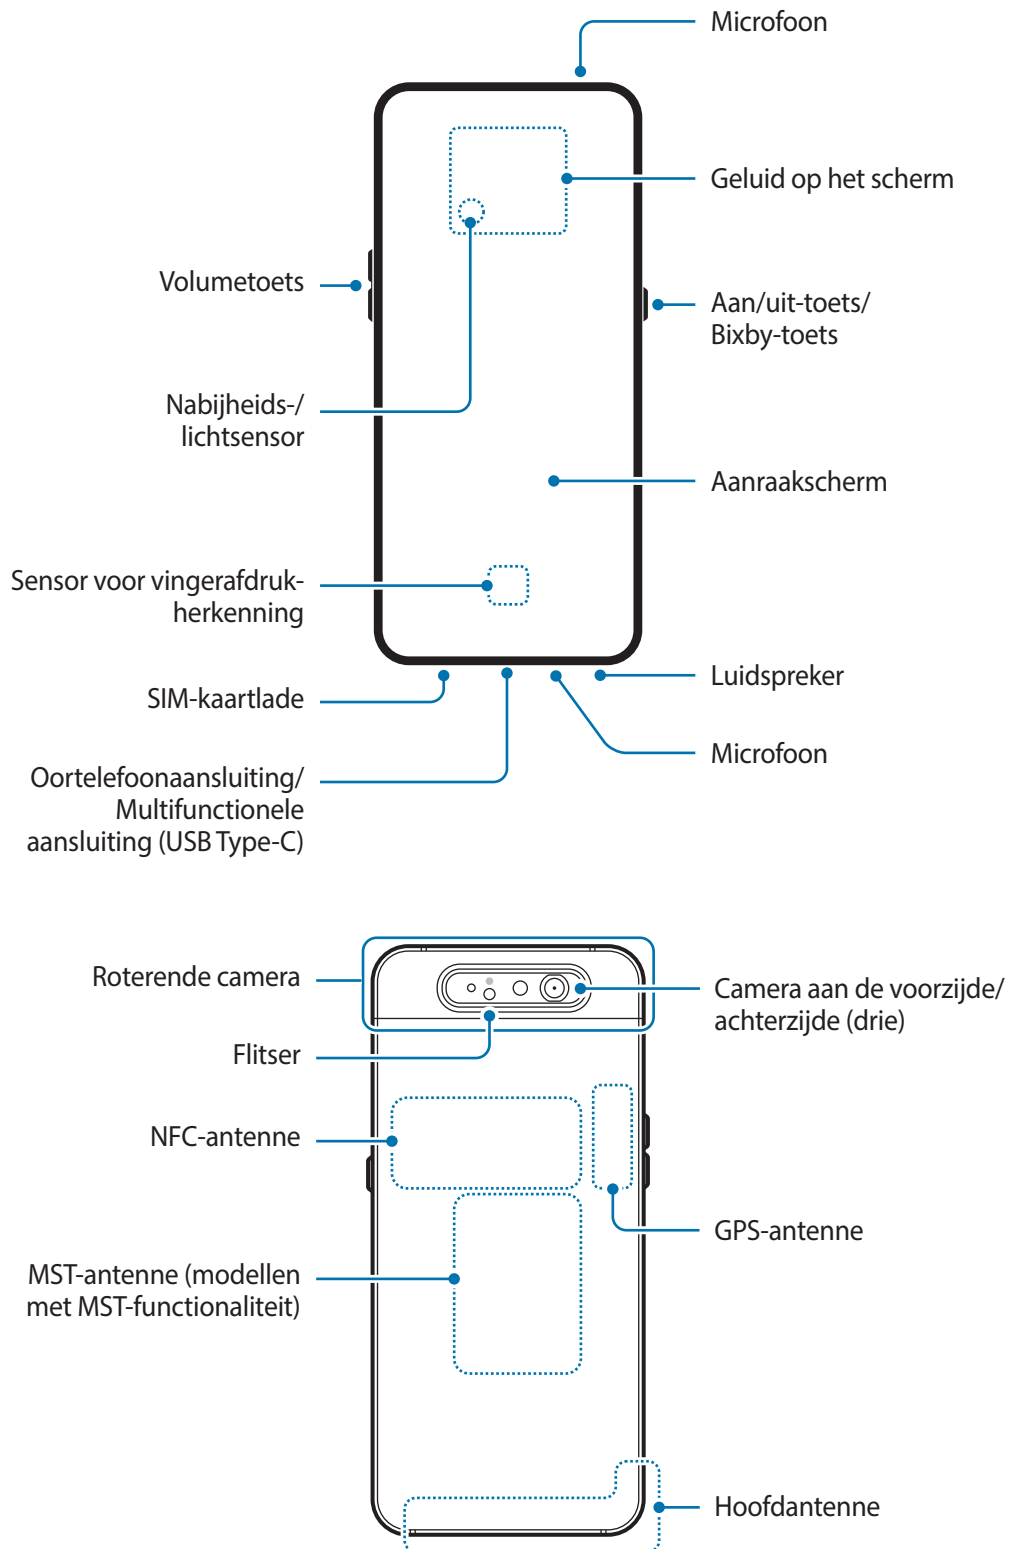 Microfoon
Geluid op het scherm
Volumetoets
Aan/uit-toets/
Bixby-toets
Nabijheids-/
lichtsensor
Aanraakscherm
Sensor voor vingerafdruk-
herkenning
Luidspreker
SIM-kaartlade
Microfoon
Oortelefoonaansluiting/
Multifunctionele
aansluiting (USB Type-C)
Roterende camera
Camera aan de voorzijde/
achterzijde (drie)
Flitser
NFC-antenne
GPS-antenne
MST-antenne (modellen
met MST-functionaliteit)
Hoofdantenne